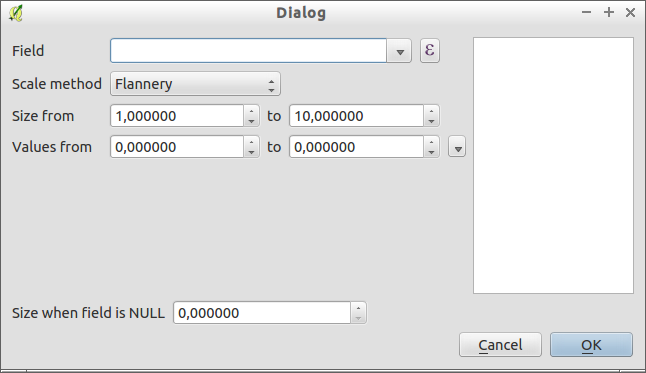 Dialog
Field ε
Scale method Flannery
Size from 1,000000 to 10,000000
Values from 0,000000 to 0,000000
Size when field is NULL 0,000000
Cancel OK